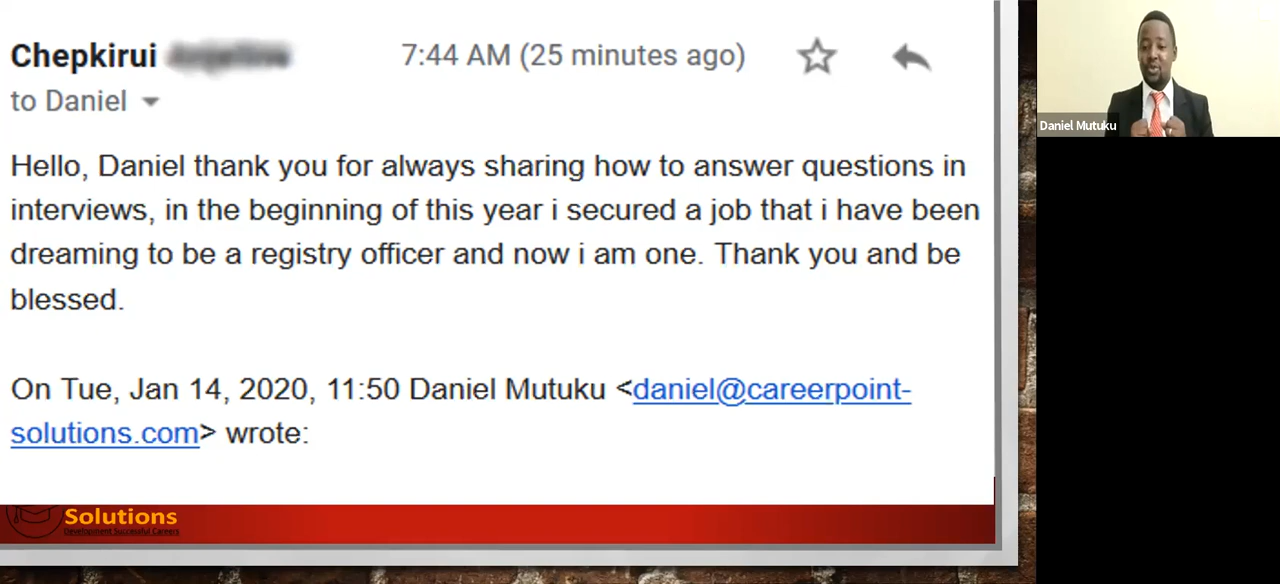 Chepkirui
7:44 AM (25 minutes ago)
to Daniel
Hello, Daniel thank you for always sharing how to answer questions in
interviews, in the beginning of this year i secured a job that i have been
dreaming to be a registry officer and now i am one. Thank you and be
blessed.
On Tue, Jan 14, 2020, 11:50 Daniel Mutuku <daniel@careerpoint-
solutions.com> wrote:
Solutions
Development Successful Careers
Daniel Mutuku